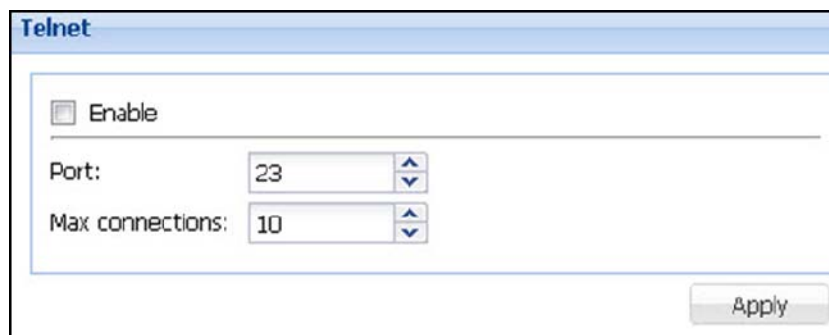 Telnet
Enable
Port: 23
Max connections: 10
Apply